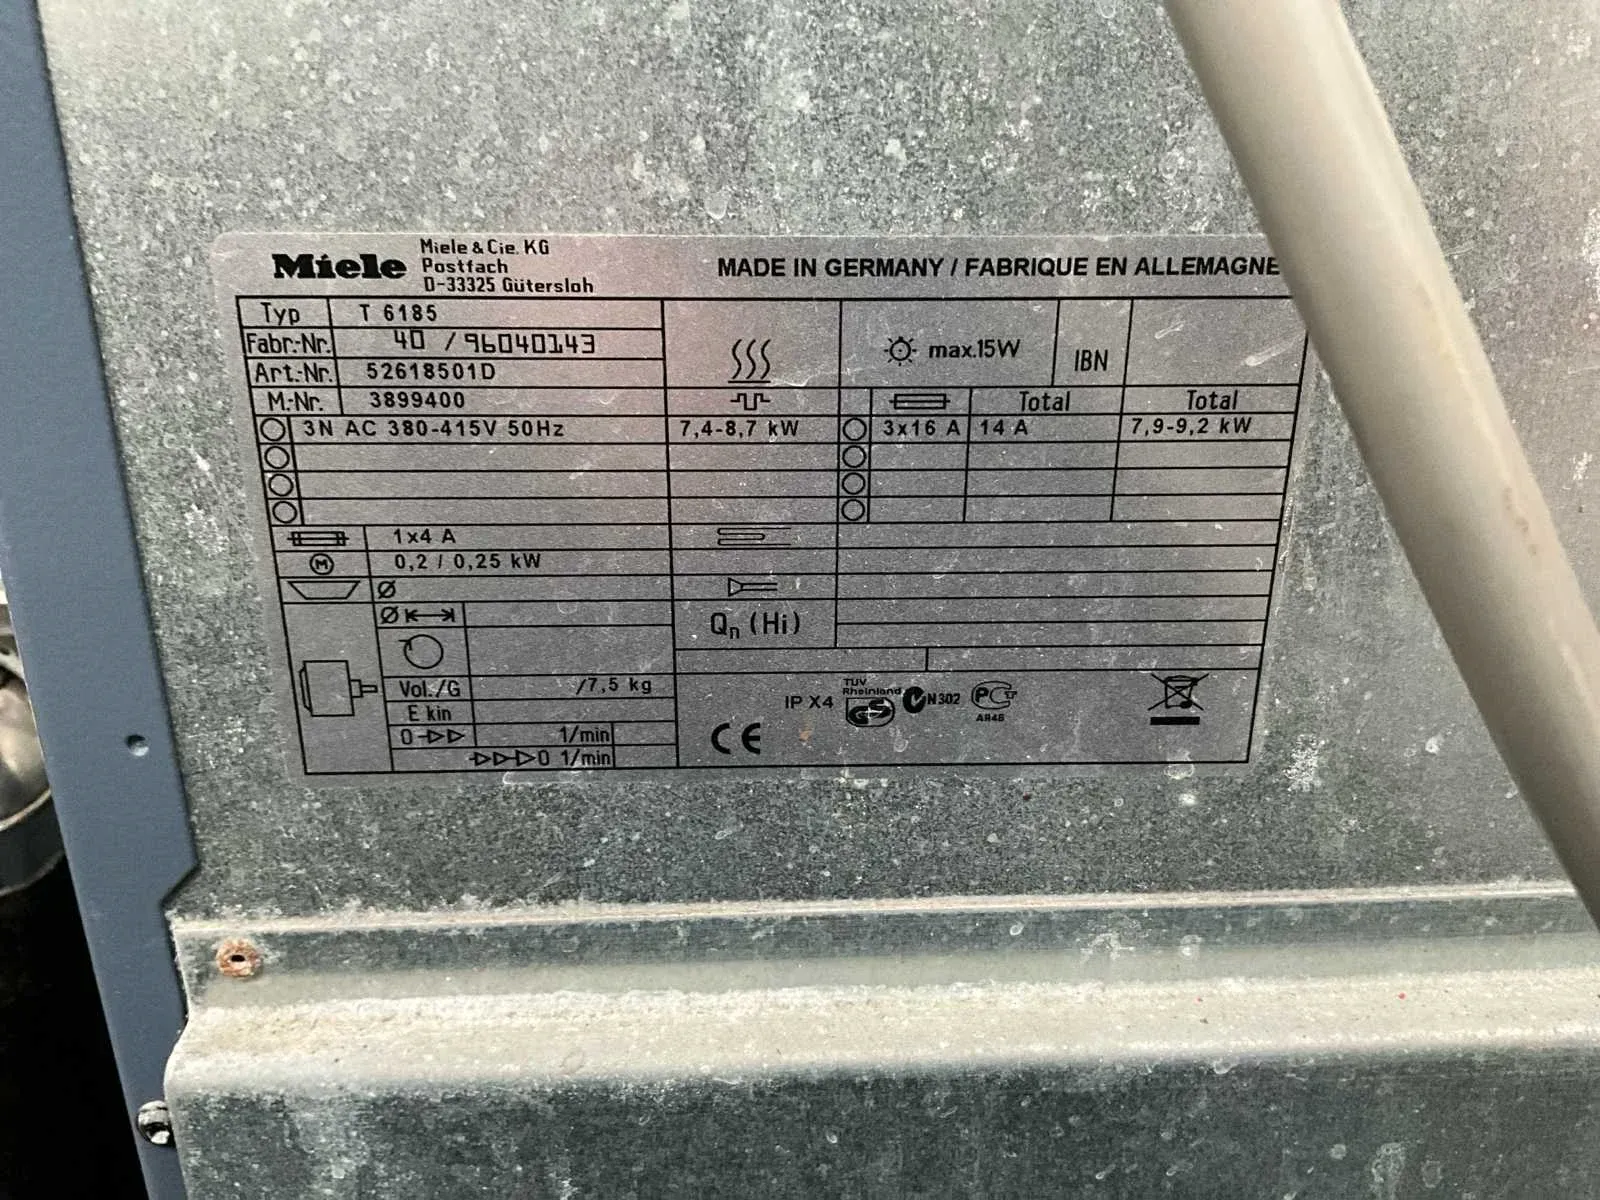 Miele
Miele & Cie. KG
Postfach
D-33325 Gütersloh
MADE IN GERMANY / FABRIQUE EN ALLEMAGNE
Typ T 6185
Fabr.-Nr. 40 / 96040143
Art.-Nr. 52618501D
M.-Nr. 3899400
max.15W IBN
Total Total
3N AC 380-415V 50Hz 7,4-8,7 kW 3x16 A 14 A 7,9-9,2 kW
1x4 A
M 0,2 / 0,25 kW
Ø
Ø
Qn (Hi)
Vol./G /7,5 kg
E kin
0 1/min
0 1/min
IP X4
TÜV
Rheinland
GS
N302
AR46
CE